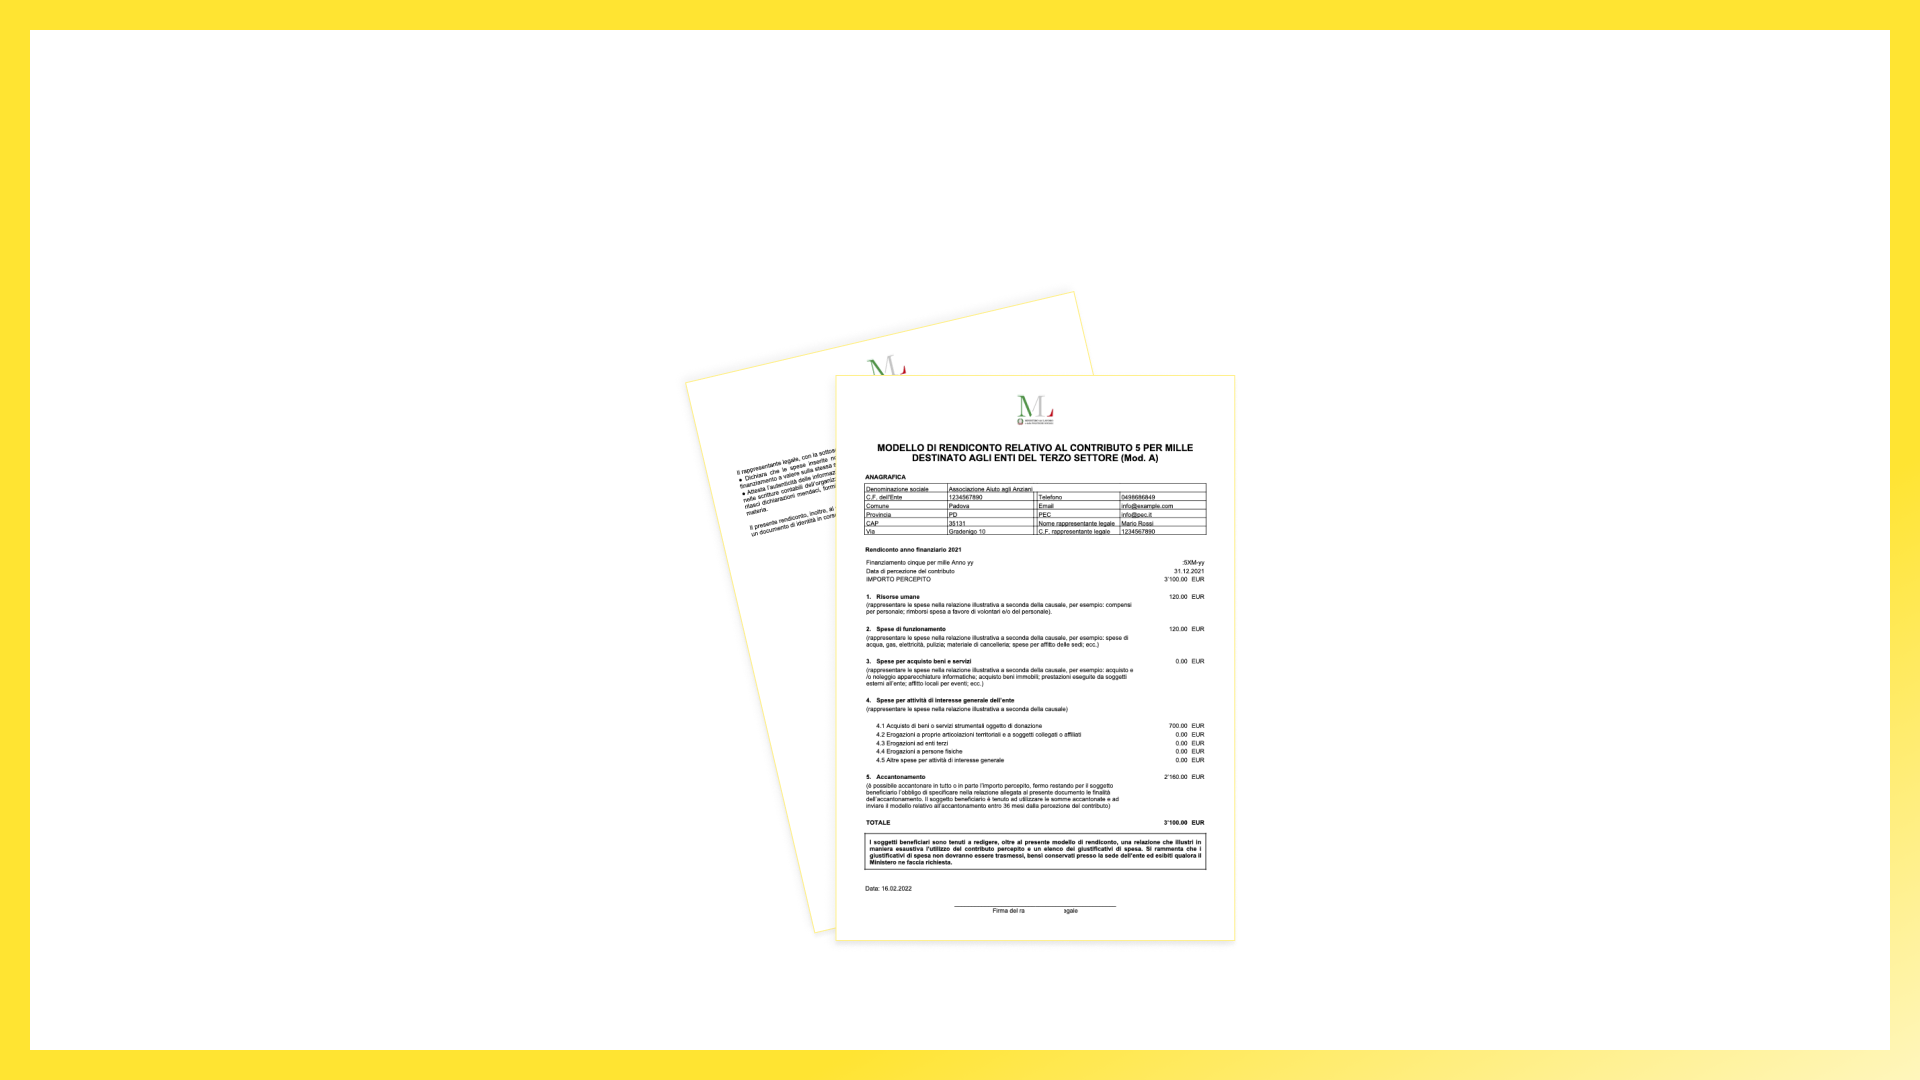 Il rappresentante legale, con la sottos
● Dichiara che le spese inserite
finanziamento a valere sulla stessa
● Attesta l'autenticità delle informaz
nelle scritture contabili dell'organiz
rilasci dichiarazioni mendaci,
materia.
Il presente rendiconto, inoltre, al
un documento di identità in
MODELLO DI RENDICONTO RELATIVO AL CONTRIBUTO 5 PER MILLE
DESTINATO AGLI ENTI DEL TERZO SETTORE (Mod. A)
ANAGRAFICA
Denominazione sociale Associazione Aiuto agli Anziani
C.F. dell'Ente 1234567890 Telefono 0498686849
Comune Padova Email info@example.com
Provincia PD PEC info@pec.it
CAP 35131 Nome rappresentante legale Mario Rossi
Via Gradenigo 10 C.F. rappresentante legale 1234567890
Rendiconto anno finanziario 2021
Finanziamento cinque per mille Anno yy :5XM-yy
Data di percezione del contributo 31.12.2021
IMPORTO PERCEPITO 3'100.00 EUR
1. Risorse umane 120.00 EUR
(rappresentare le spese nella relazione illustrativa a seconda della causale, per esempio: compensi
per personale; rimborsi spesa a favore di volontari e/o del personale).
2. Spese di funzionamento 120.00 EUR
(rappresentare le spese nella relazione illustrativa a seconda della causale, per esempio: spese di
acqua, gas, elettricità, pulizia; materiale di cancelleria; spese per affitto delle sedi; ecc.)
3. Spese per acquisto beni e servizi 0.00 EUR
(rappresentare le spese nella relazione illustrativa a seconda della causale, per esempio: acquisto e
/o noleggio apparecchiature informatiche; acquisto beni immobili; prestazioni eseguite da soggetti
esterni all'ente; affitto locali per eventi; ecc.)
4. Spese per attività di interesse generale dell'ente
(rappresentare le spese nella relazione illustrativa a seconda della causale)
4.1 Acquisto di beni o servizi strumentali oggetto di donazione 700.00 EUR
4.2 Erogazioni a proprie articolazioni territoriali e a soggetti collegati o affiliati 0.00 EUR
4.3 Erogazioni ad enti terzi 0.00 EUR
4.4 Erogazioni a persone fisiche 0.00 EUR
4.5 Altre spese per attività di interesse generale 0.00 EUR
5. Accantonamento 2'160.00 EUR
(è possibile accantonare in tutto o in parte l'importo percepito, fermo restando per il soggetto
beneficiario l'obbligo di specificare nella relazione allegata al presente documento le finalità
dell'accantonamento. Il soggetto beneficiario è tenuto ad utilizzare le somme accantonate e ad
inviare il modello relativo all'accantonamento entro 36 mesi dalla percezione del contributo)
TOTALE 3'100.00 EUR
I soggetti beneficiari sono tenuti a redigere, oltre al presente modello di rendiconto, una relazione che illustri in
maniera esaustiva l'utilizzo del contributo percepito e un elenco dei giustificativi di spesa. Si rammenta che i
giustificativi di spesa non dovranno essere trasmessi, bensì conservati presso la sede dell'ente ed esibiti qualora il
Ministero ne faccia richiesta.
Data: 16.02.2022
Firma del ra egale